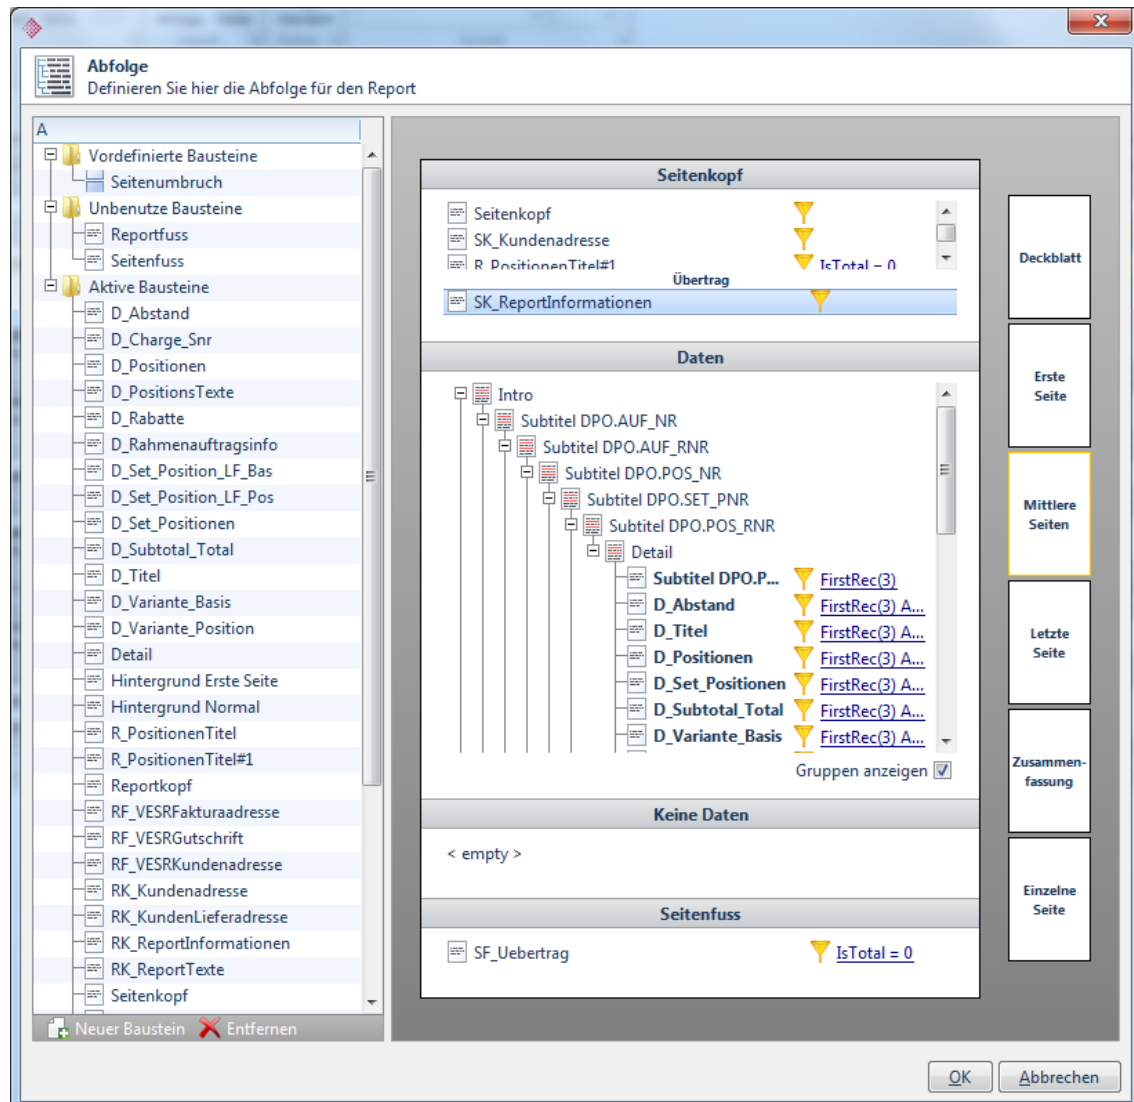 Abfolge
Definieren Sie hier die Abfolge für den Report
A
Vordefinierte Bausteine
Seitenumbruch
Unbenutze Bausteine
Reportfuss
Seitenfuss
Aktive Bausteine
D_Abstand
D_Charge_Snr
D_Positionen
D_PositionsTexte
D_Rabatte
D_Rahmenauftragsinfo
D_Set_Position_LF_Bas
D_Set_Position_LF_Pos
D_Set_Positionen
D_Subtotal_Total
D_Titel
D_Variante_Basis
D_Variante_Position
Detail
Hintergrund Erste Seite
Hintergrund Normal
R_PositionenTitel
R_PositionenTitel#1
Reportkopf
RF_VESRFakturaadresse
RF_VESRGutschrift
RF_VESRKundenadresse
RK_Kundenadresse
RK_KundenLieferadresse
RK_ReportInformationen
RK_ReportTexte
Seitenkopf
Neuer Baustein Entfernen
Seitenkopf
Seitenkopf
SK_Kundenadresse
R_PositionenTitel#1 IsTotal = 0
Übertrag
SK_ReportInformationen
Daten
Intro
Subtitel DPO.AUF_NR
Subtitel DPO.AUF_RNR
Subtitel DPO.POS_NR
Subtitel DPO.SET_PNR
Subtitel DPO.POS_RNR
Detail
Subtitel DPO.P... FirstRec(3)
D_Abstand FirstRec(3) A...
D_Titel FirstRec(3) A...
D_Positionen FirstRec(3) A...
D_Set_Positionen FirstRec(3) A...
D_Subtotal_Total FirstRec(3) A...
D_Variante_Basis FirstRec(3) A...
Gruppen anzeigen
Keine Daten
< empty >
Seitenfuss
SF_Uebertrag IsTotal = 0
Deckblatt
Erste
Seite
Mittlere
Seiten
Letzte
Seite
Zusammen-
fassung
Einzelne
Seite
OK Abbrechen